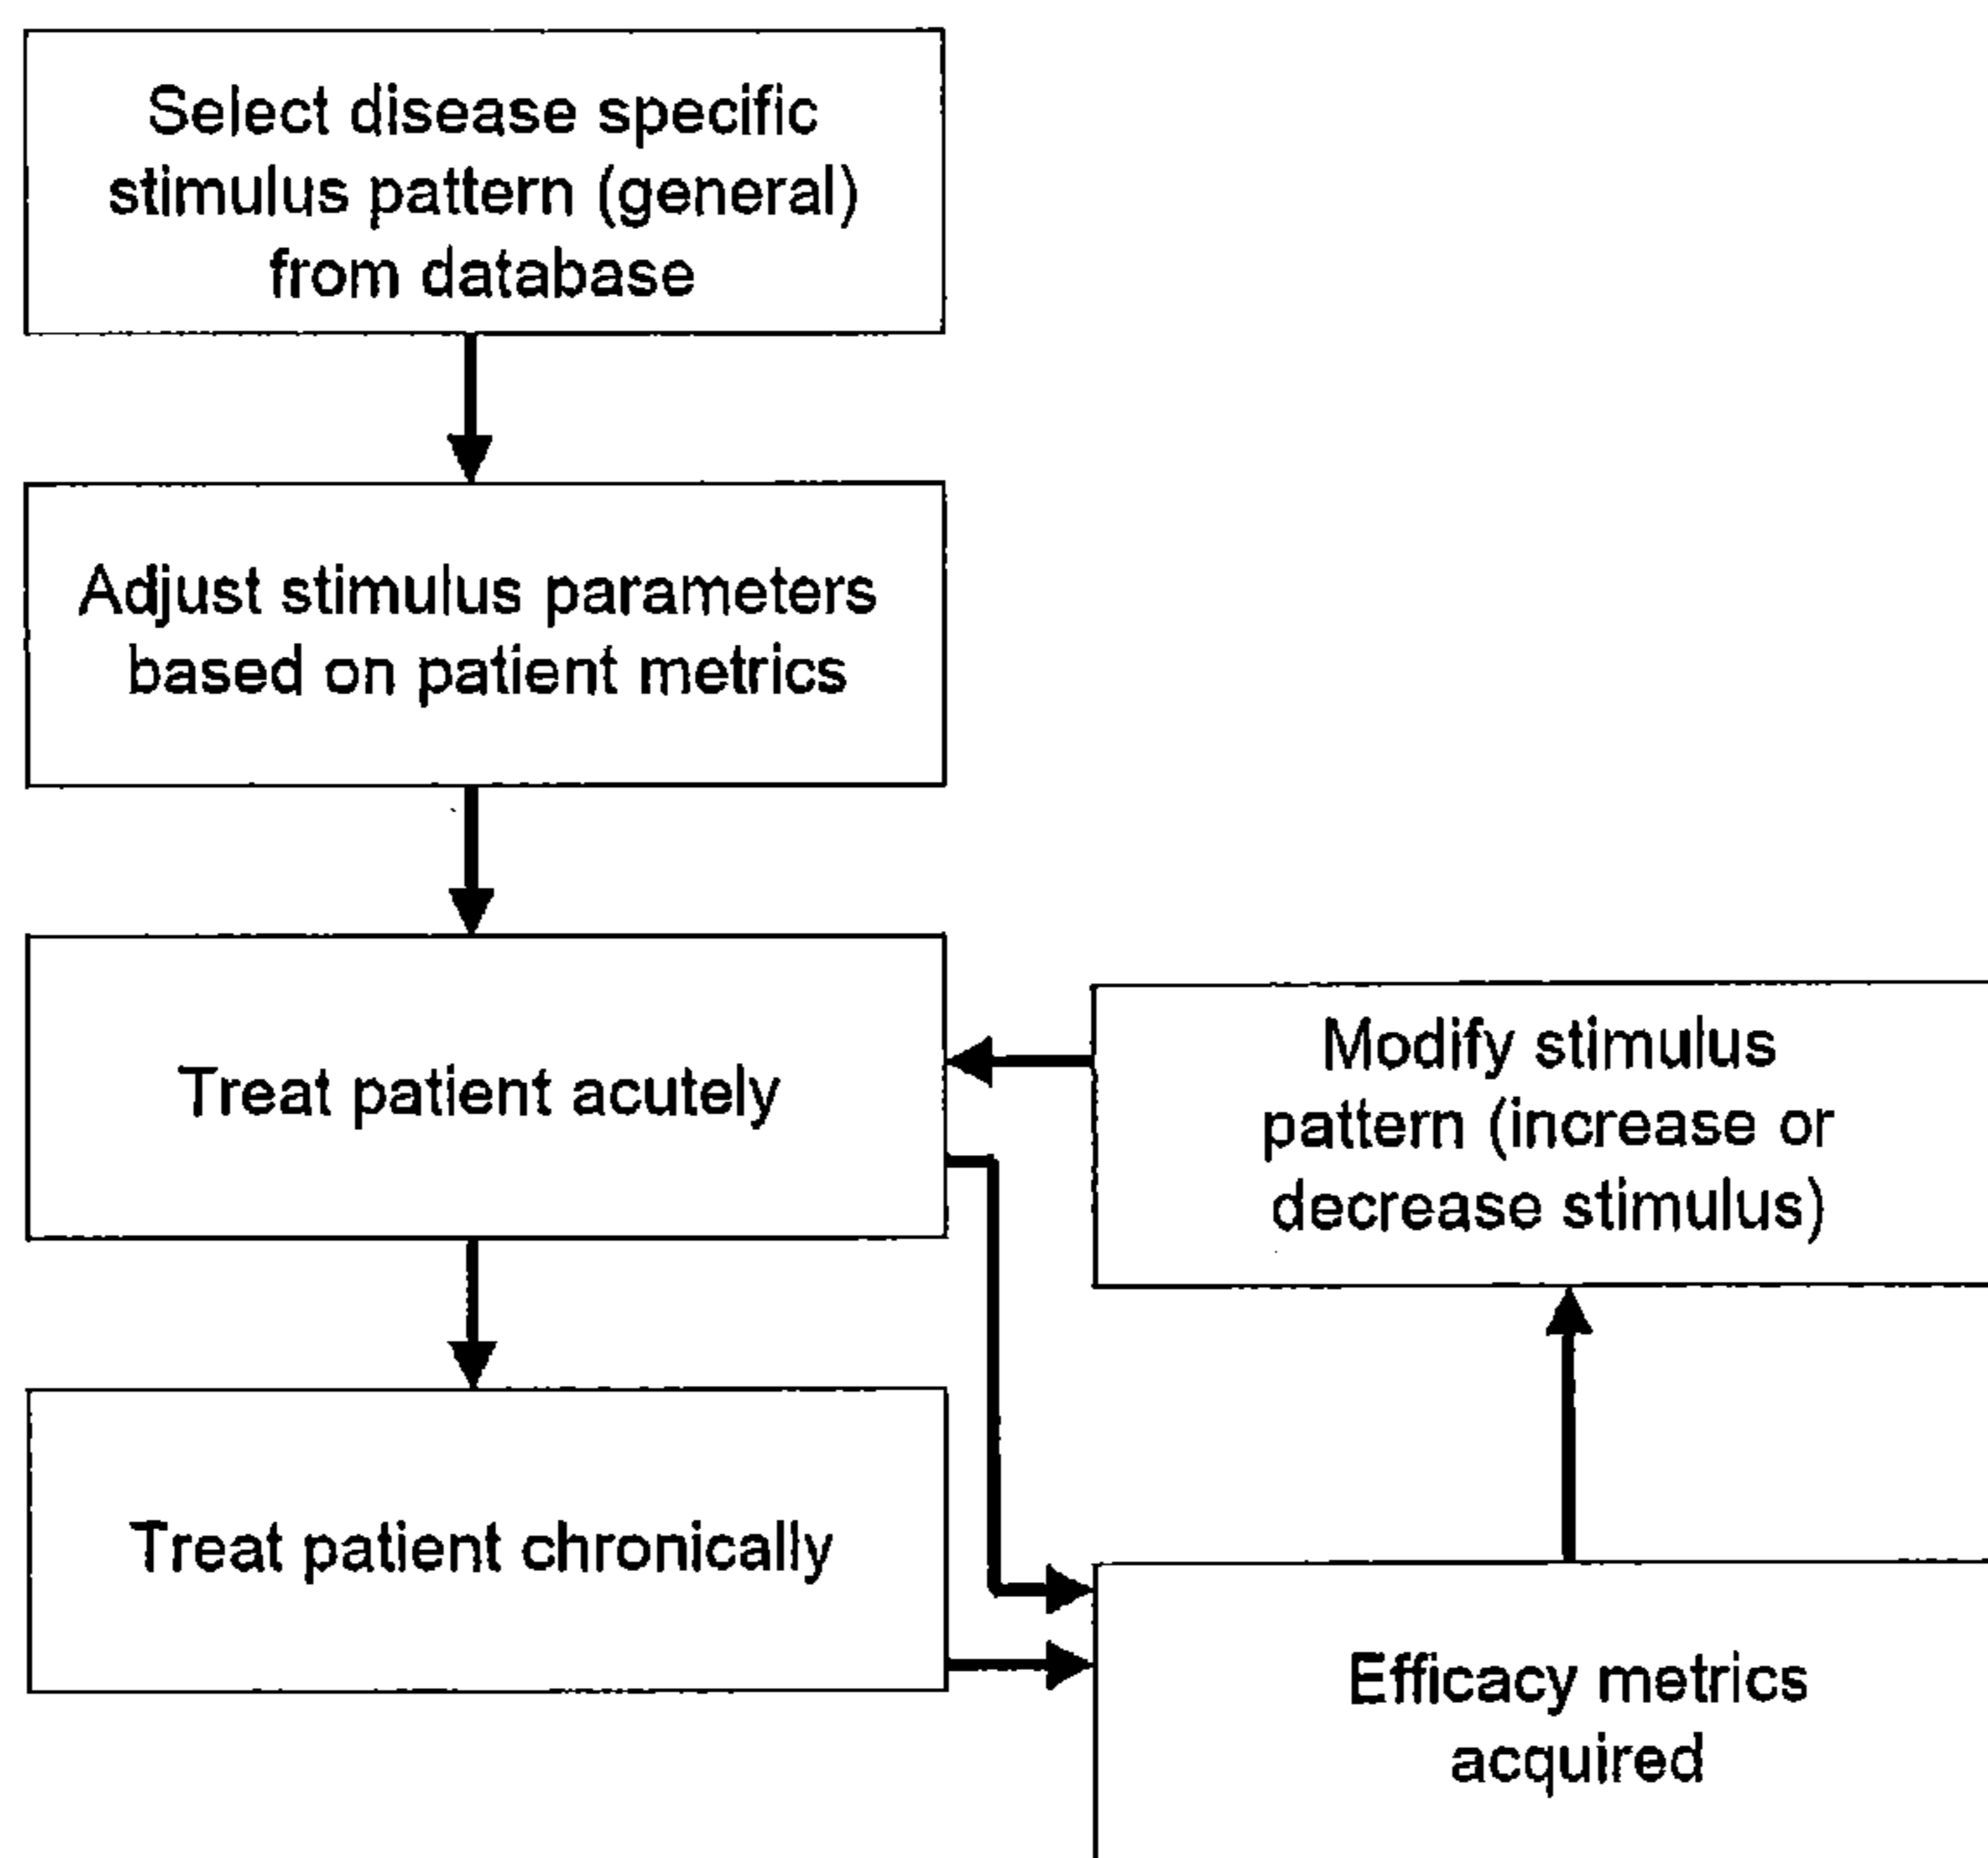 Select disease specific
stimulus pattern (general)
from database
Adjust stimulus parameters
based on patient metrics
Treat patient acutely
Modify stimulus
pattern (increase or
decrease stimulus)
Treat patient chronically
Efficacy metrics
acquired